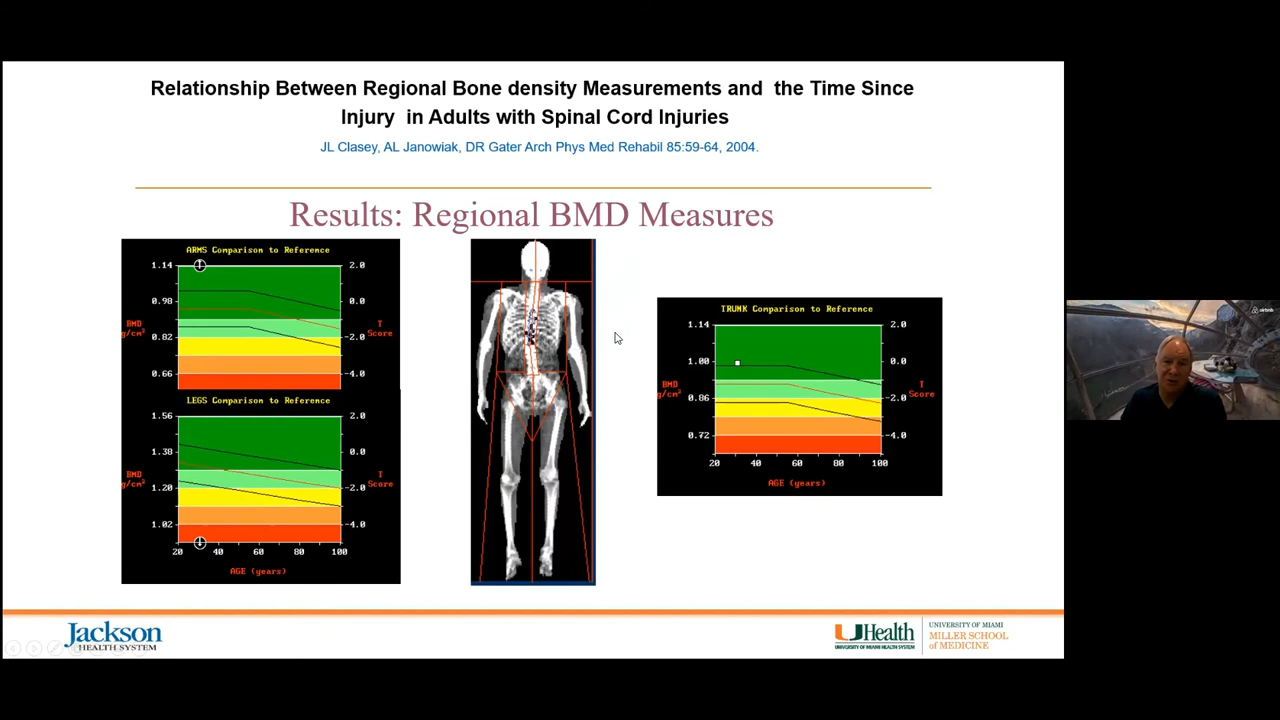 Relationship Between Regional Bone density Measurements and the Time Since
Injury in Adults with Spinal Cord Injuries
JL Clasey, AL Janowiak, DR Gater Arch Phys Med Rehabil 85:59-64, 2004.
Results: Regional BMD Measures
ARMS Comparison to Reference
1.14
0.98
0.82
0.66
BMD
g/cm²
2.0
0.0
-2.0
-4.0
T
Score
LEGS Comparison to Reference
1.56
1.38
1.20
1.02
BMD
g/cm²
2.0
0.0
-2.0
-4.0
T
Score
20 40 60 80 100
AGE (years)
TRUNK Comparison to Reference
1.14
1.00
0.86
0.72
BMD
g/cm²
2.0
0.0
-2.0
-4.0
T
Score
20 40 60 80 100
AGE (years)
airbnb
Jackson
HEALTH SYSTEM
UHealth
UNIVERSITY OF MIAMI HEALTH SYSTEM
UNIVERSITY OF MIAMI
MILLER SCHOOL
of MEDICINE